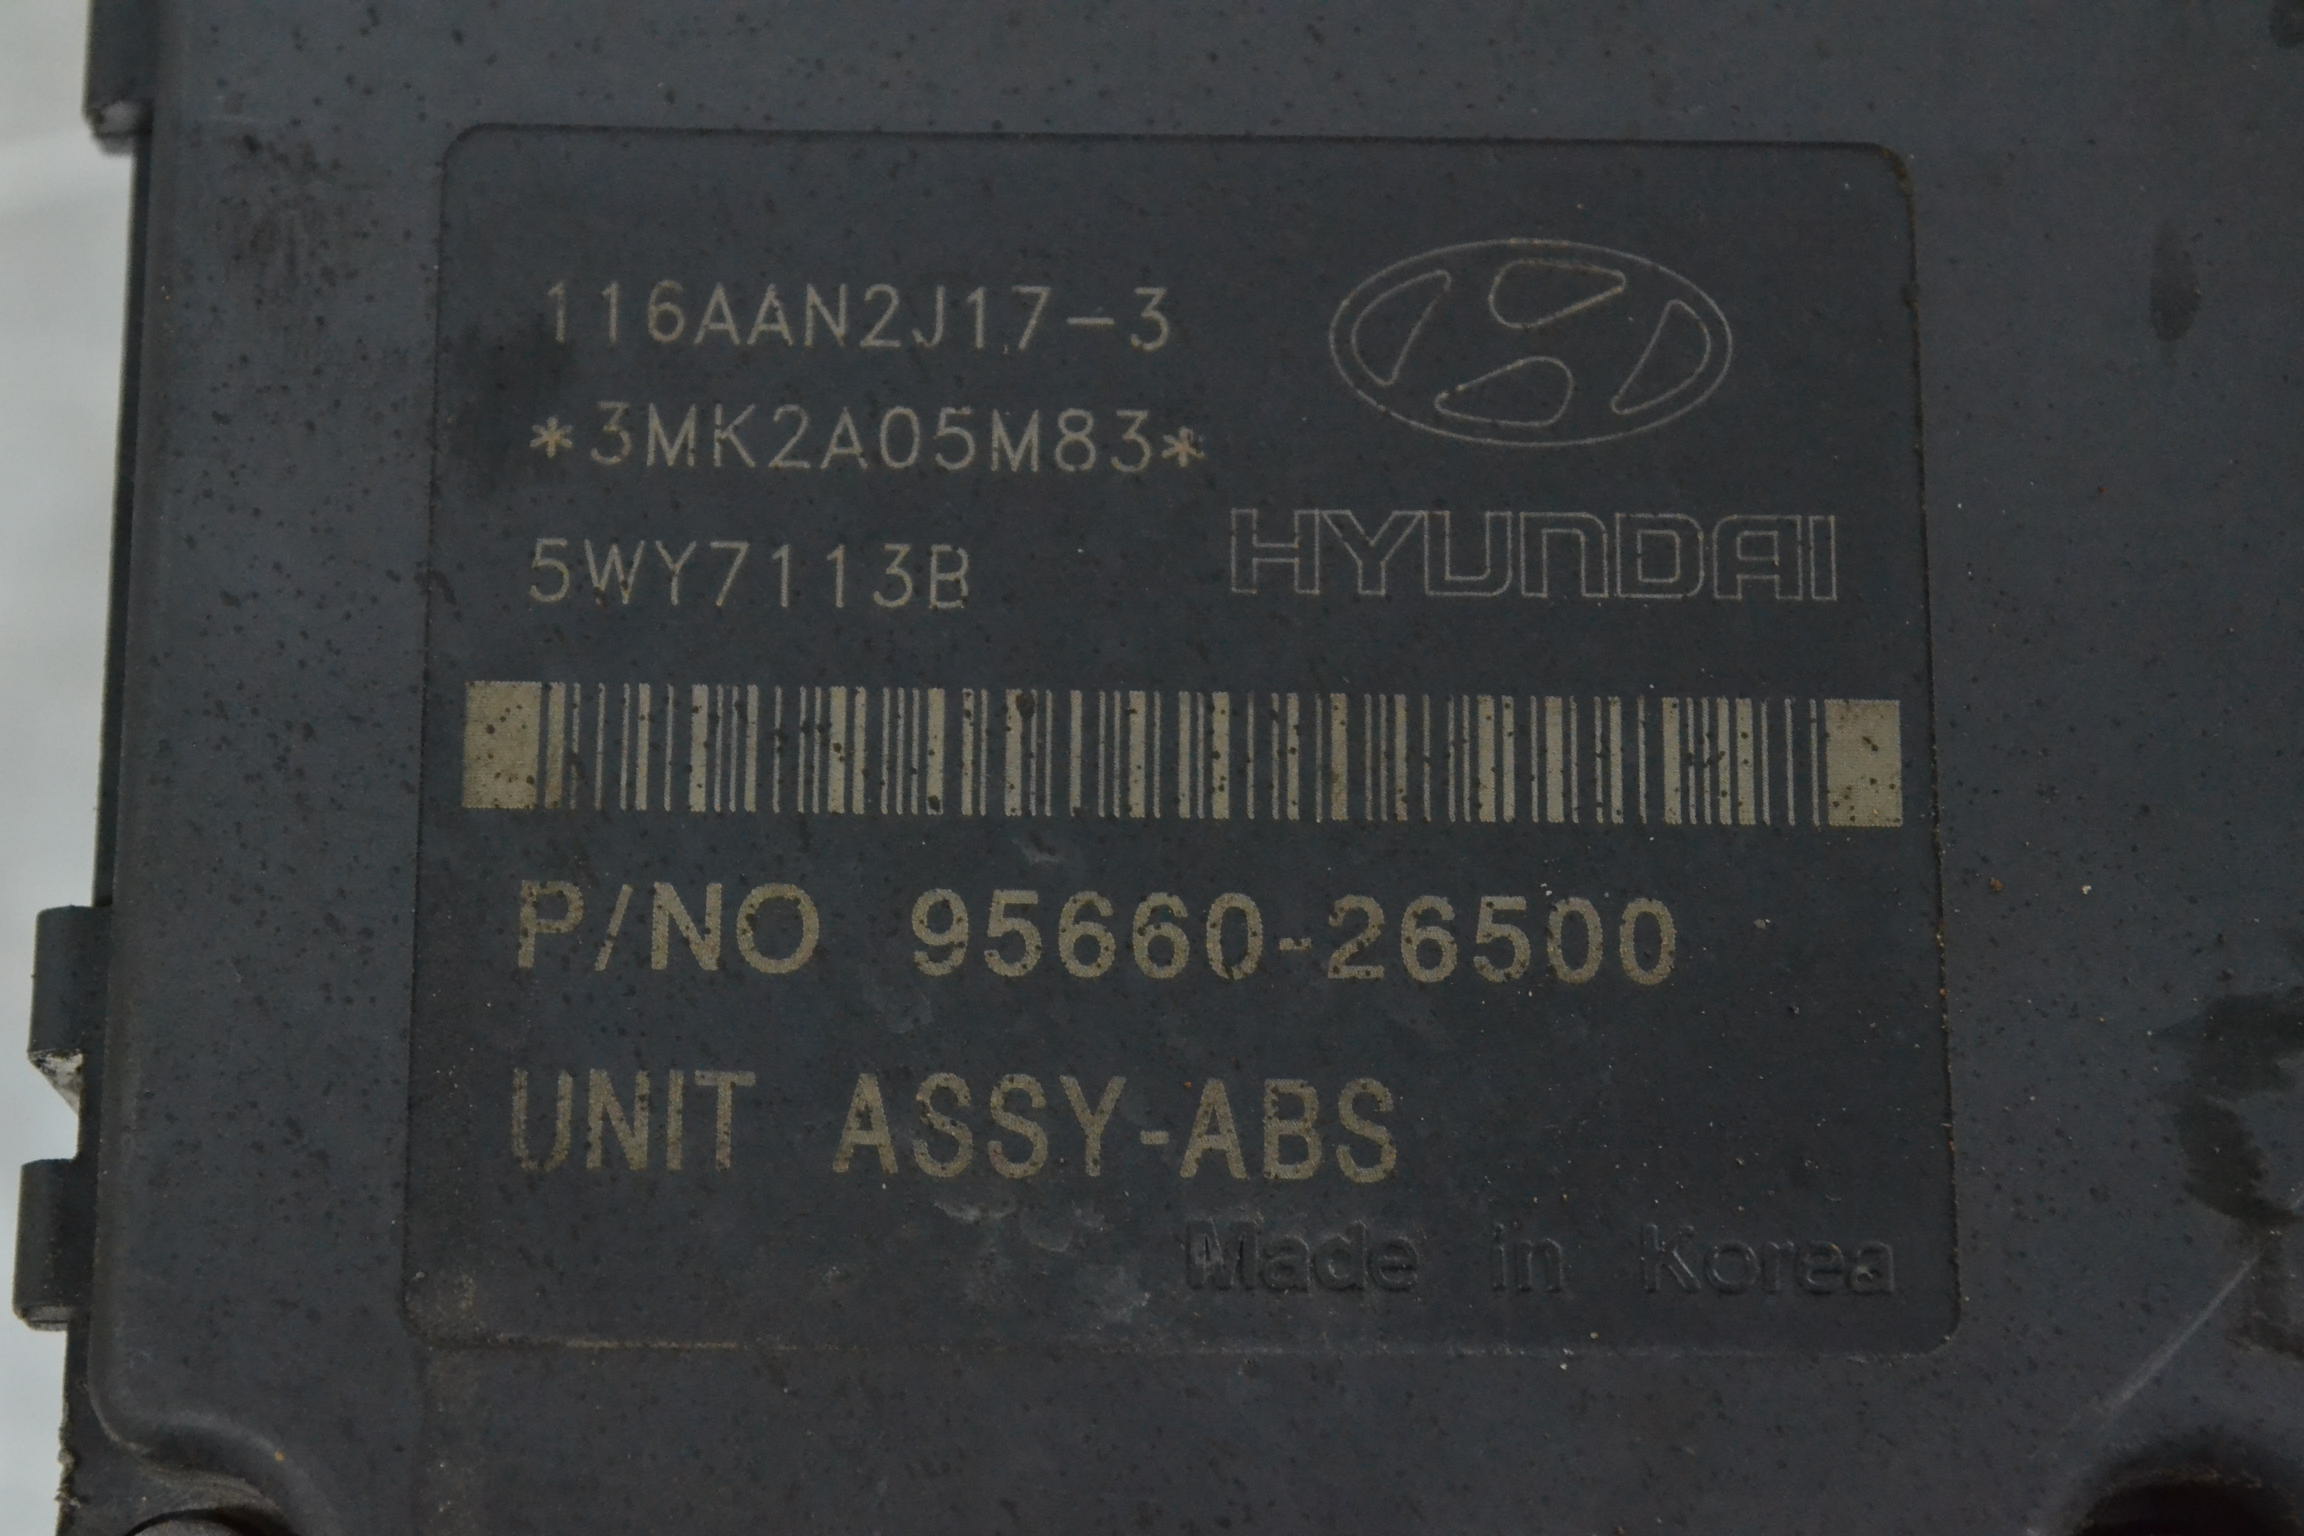 116AAN2J17-3
*3MK2A05M83*
5WY7113B
HYUNDAI
P/NO 95660-26500
UNIT ASSY-ABS
Made in Korea